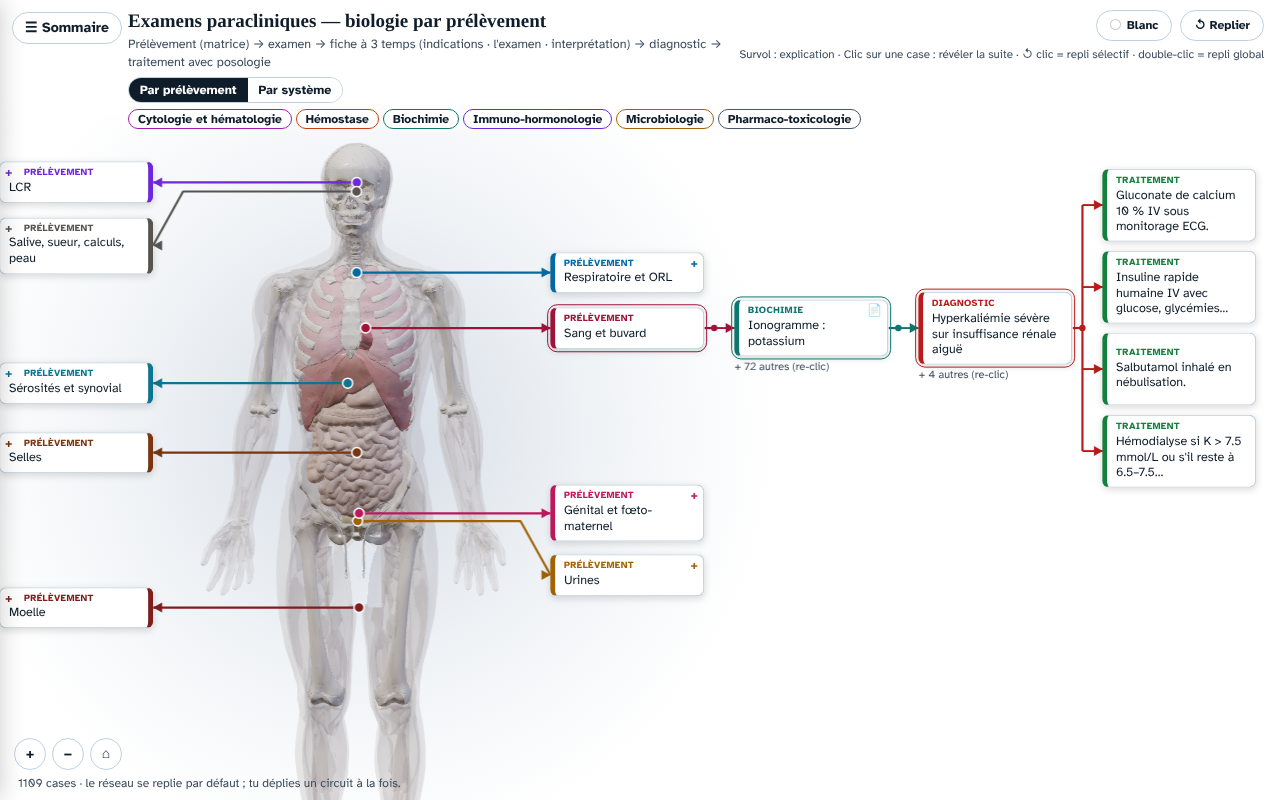 ☰ Sommaire
Examens paracliniques — biologie par prélèvement
Prélèvement (matrice) → examen → fiche à 3 temps (indications · l'examen · interprétation) → diagnostic →
traitement avec posologie
Blanc
↺ Replier
Survol : explication · Clic sur une case : révéler la suite · ↺ clic = repli sélectif · double-clic = repli global
Par prélèvement
Par système
Cytologie et hématologie
Hémostase
Biochimie
Immuno-hormonologie
Microbiologie
Pharmaco-toxicologie
+ PRÉLÈVEMENT
LCR
+ PRÉLÈVEMENT
Salive, sueur, calculs,
peau
+ PRÉLÈVEMENT
Sérosités et synovial
+ PRÉLÈVEMENT
Selles
+ PRÉLÈVEMENT
Moelle
PRÉLÈVEMENT +
Respiratoire et ORL
PRÉLÈVEMENT
Sang et buvard
PRÉLÈVEMENT +
Génital et fœto-
maternel
PRÉLÈVEMENT +
Urines
BIOCHIMIE
Ionogramme :
potassium
+ 72 autres (re-clic)
DIAGNOSTIC
Hyperkaliémie sévère
sur insuffisance rénale
aiguë
+ 4 autres (re-clic)
TRAITEMENT
Gluconate de calcium
10 % IV sous
monitorage ECG.
TRAITEMENT
Insuline rapide
humaine IV avec
glucose, glycémies…
TRAITEMENT
Salbutamol inhalé en
nébulisation.
TRAITEMENT
Hémodialyse si K > 7.5
mmol/L ou s'il reste à
6.5–7.5…
+
−
⌂
1109 cases · le réseau se replie par défaut ; tu déplies un circuit à la fois.